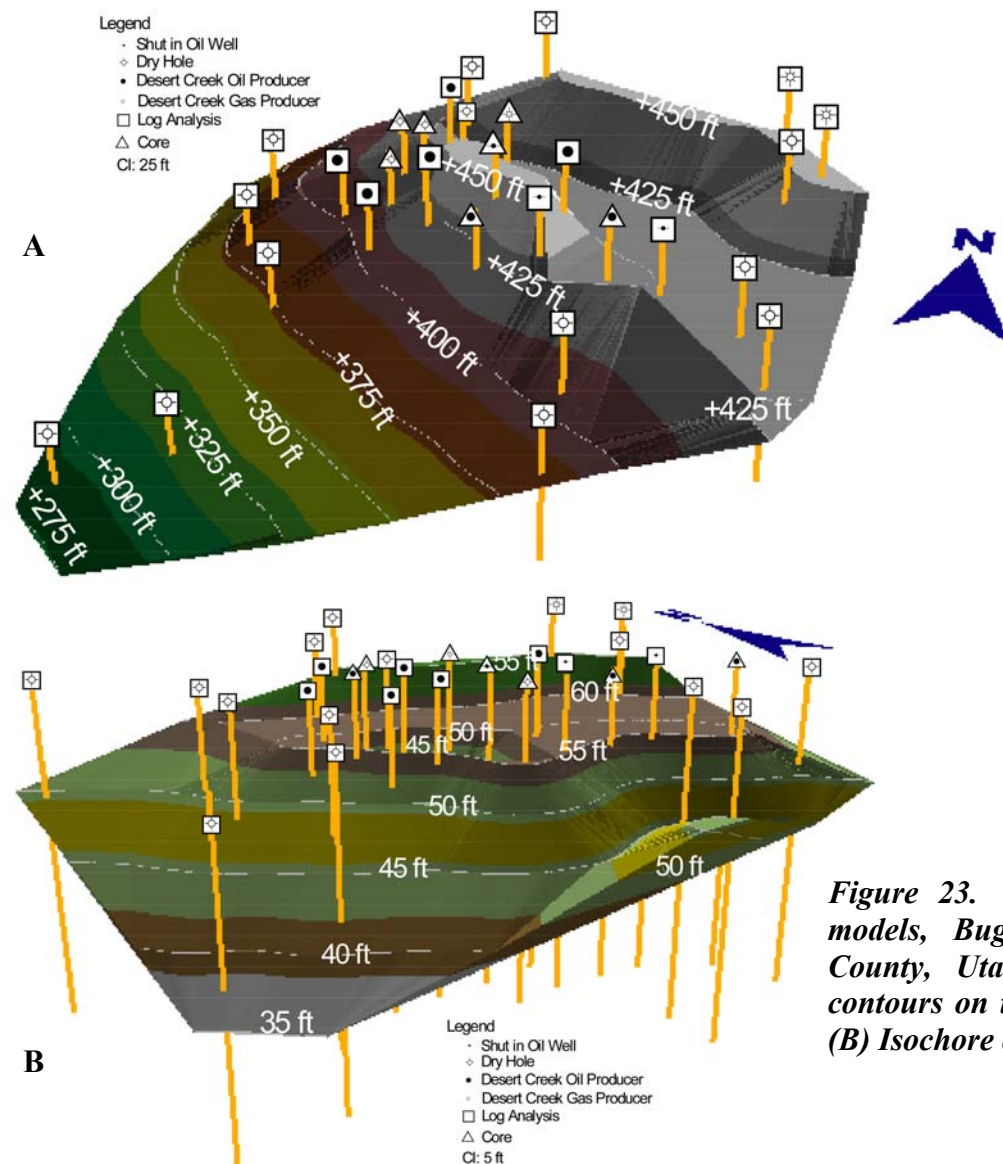 Legend
Shut in Oil Well
Dry Hole
Desert Creek Oil Producer
Desert Creek Gas Producer
Log Analysis
Core
CI: 25 ft
A
N
+450 ft
+450 ft
+425 ft
+425 ft
+400 ft
+375 ft
+350 ft
+325 ft
+300 ft
+275 ft
+425 ft
55 ft
60 ft
50 ft
45 ft
55 ft
50 ft
45 ft
50 ft
40 ft
35 ft
B
Legend
Shut in Oil Well
Dry Hole
Desert Creek Oil Producer
Desert Creek Gas Producer
Log Analysis
Core
CI: 5 ft
Figure 23.
models, Bug
County, Uta
contours on
(B) Isochore